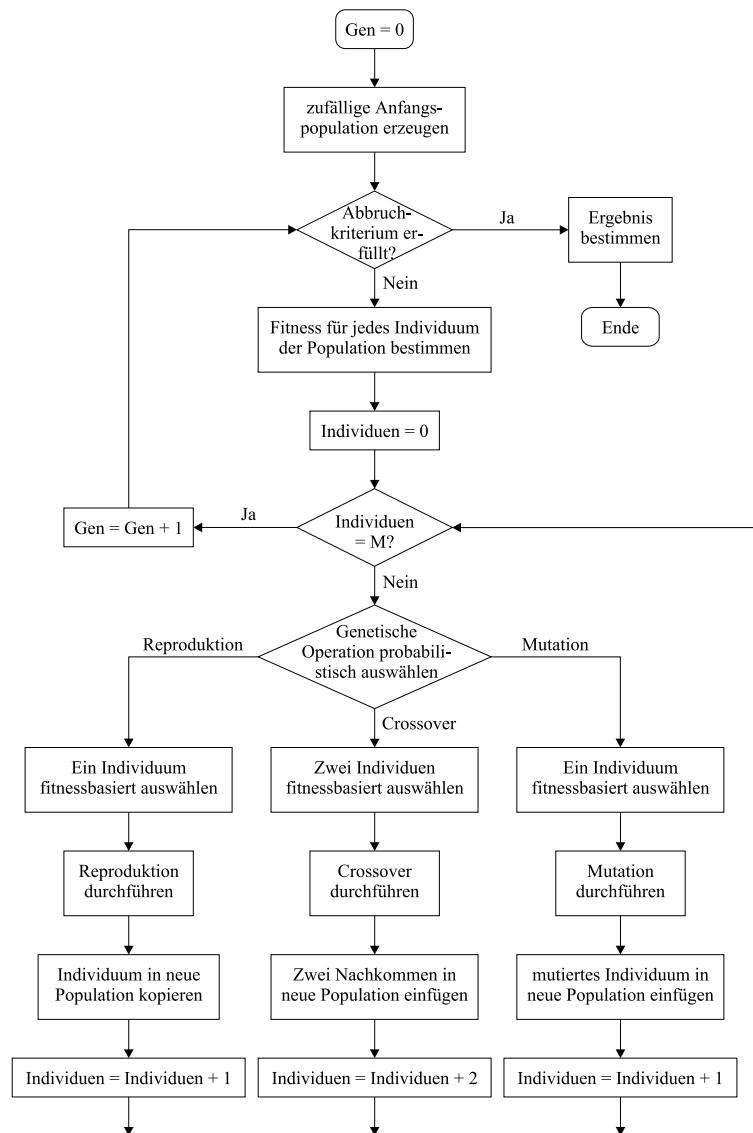 Gen = 0
zufällige Anfangs-
population erzeugen
Abbruch-
kriterium er-
füllt?
Ja
Ergebnis
bestimmen
Nein
Ende
Fitness für jedes Individuum
der Population bestimmen
Individuen = 0
Gen = Gen + 1
Ja
Individuen
= M?
Nein
Reproduktion
Genetische
Operation probabili-
stisch auswählen
Mutation
Crossover
Ein Individuum
fitnessbasiert auswählen
Zwei Individuen
fitnessbasiert auswählen
Ein Individuum
fitnessbasiert auswählen
Reproduktion
durchführen
Crossover
durchführen
Mutation
durchführen
Individuum in neue
Population kopieren
Zwei Nachkommen in
neue Population einfügen
mutiertes Individuum in
neue Population einfügen
Individuen = Individuen + 1
Individuen = Individuen + 2
Individuen = Individuen + 1